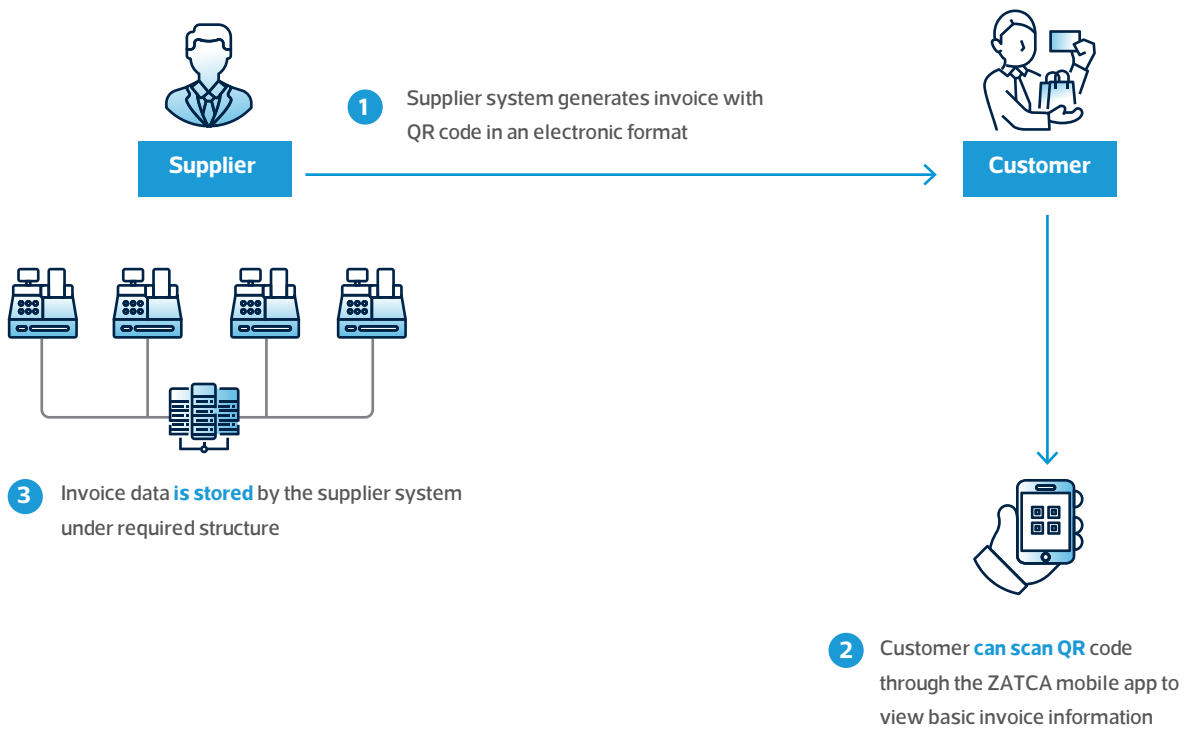 1
Supplier system generates invoice with
QR code in an electronic format
Supplier
Customer
3
Invoice data is stored by the supplier system
under required structure
2
Customer can scan QR code
through the ZATCA mobile app to
view basic invoice information